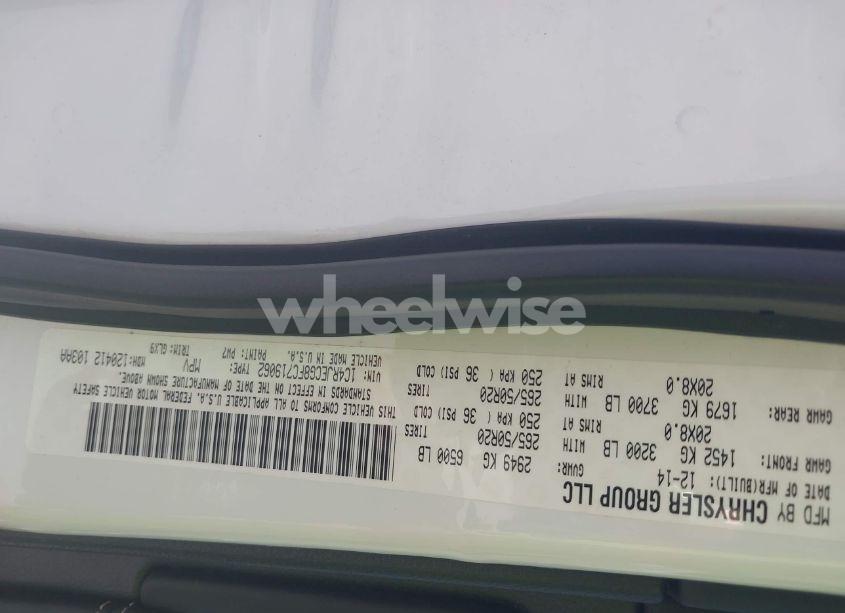 wheelwise
MFD BY CHRYSLER GROUP LLC
DATE OF MFR(BUILT): 12-14
GVWR: 2949 KG 6500 LB
GAWR FRONT: 1452 KG 3200 LB WITH 265/50R20 TIRES
20X8.0 RIMS AT 250 KPA ( 36 PSI) COLD
GAWR REAR: 1679 KG 3700 LB WITH 265/50R20 TIRES
20X8.0 RIMS AT 250 KPA ( 36 PSI) COLD
THIS VEHICLE CONFORMS TO ALL APPLICABLE U.S.A. FEDERAL MOTOR VEHICLE SAFETY
STANDARDS IN EFFECT ON THE DATE OF MANUFACTURE SHOWN ABOVE.
VIN: 1C4RJECG8FC719062 TYPE: MPV MDH:120412 103AA
VEHICLE MADE IN U.S.A. PAINT: PW7 TRIM:GLX9